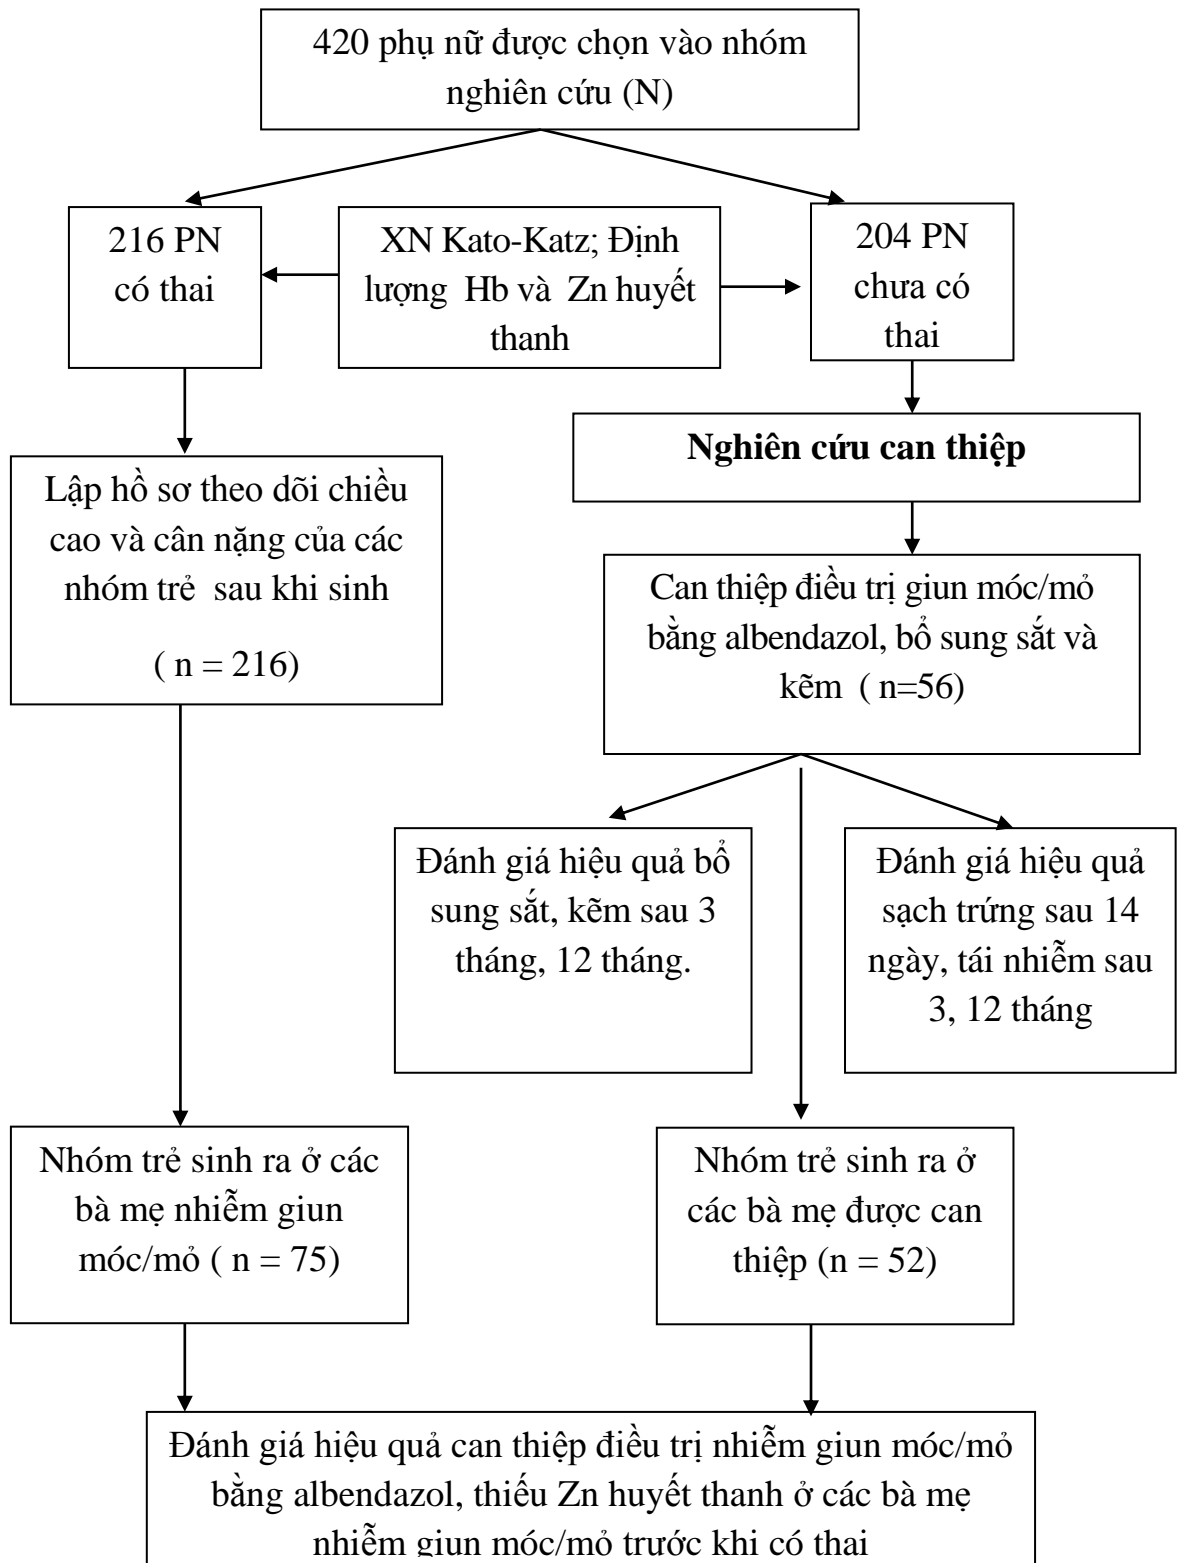 420 phụ nữ được chọn vào nhóm
nghiên cứu (N)
216 PN
có thai
XN Kato-Katz; Định
lượng Hb và Zn huyết
thanh
204 PN
chưa có
thai
Nghiên cứu can thiệp
Lập hồ sơ theo dõi chiều
cao và cân nặng của các
nhóm trẻ sau khi sinh
( n = 216)
Can thiệp điều trị giun móc/mỏ
bằng albendazol, bổ sung sắt và
kẽm ( n=56)
Đánh giá hiệu quả bổ
sung sắt, kẽm sau 3
tháng, 12 tháng.
Đánh giá hiệu quả
sạch trứng sau 14
ngày, tái nhiễm sau
3, 12 tháng
Nhóm trẻ sinh ra ở các
bà mẹ nhiễm giun
móc/mỏ ( n = 75)
Nhóm trẻ sinh ra ở
các bà mẹ được can
thiệp (n = 52)
Đánh giá hiệu quả can thiệp điều trị nhiễm giun móc/mỏ
bằng albendazol, thiếu Zn huyết thanh ở các bà mẹ
nhiễm giun móc/mỏ trước khi có thai